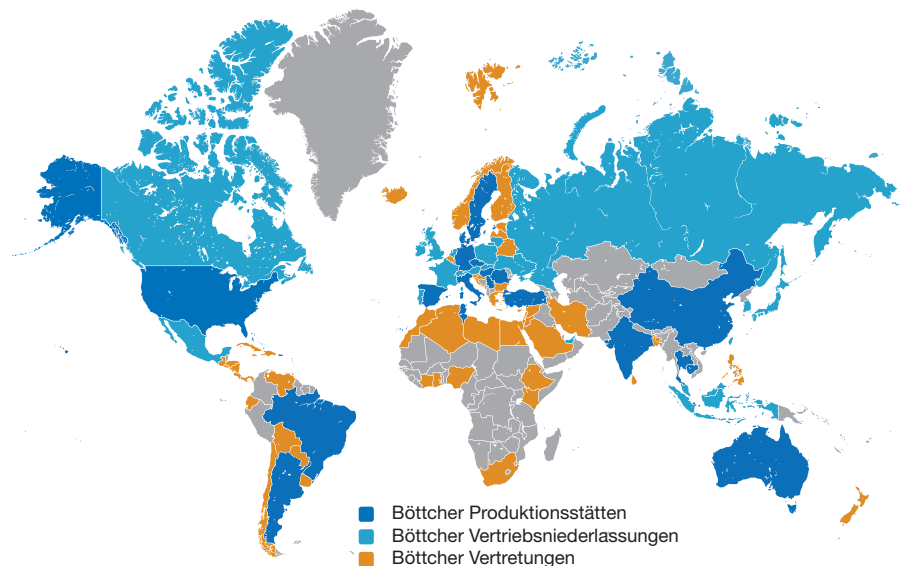 Böttcher Produktionsstätten
Böttcher Vertriebsniederlassungen
Böttcher Vertretungen